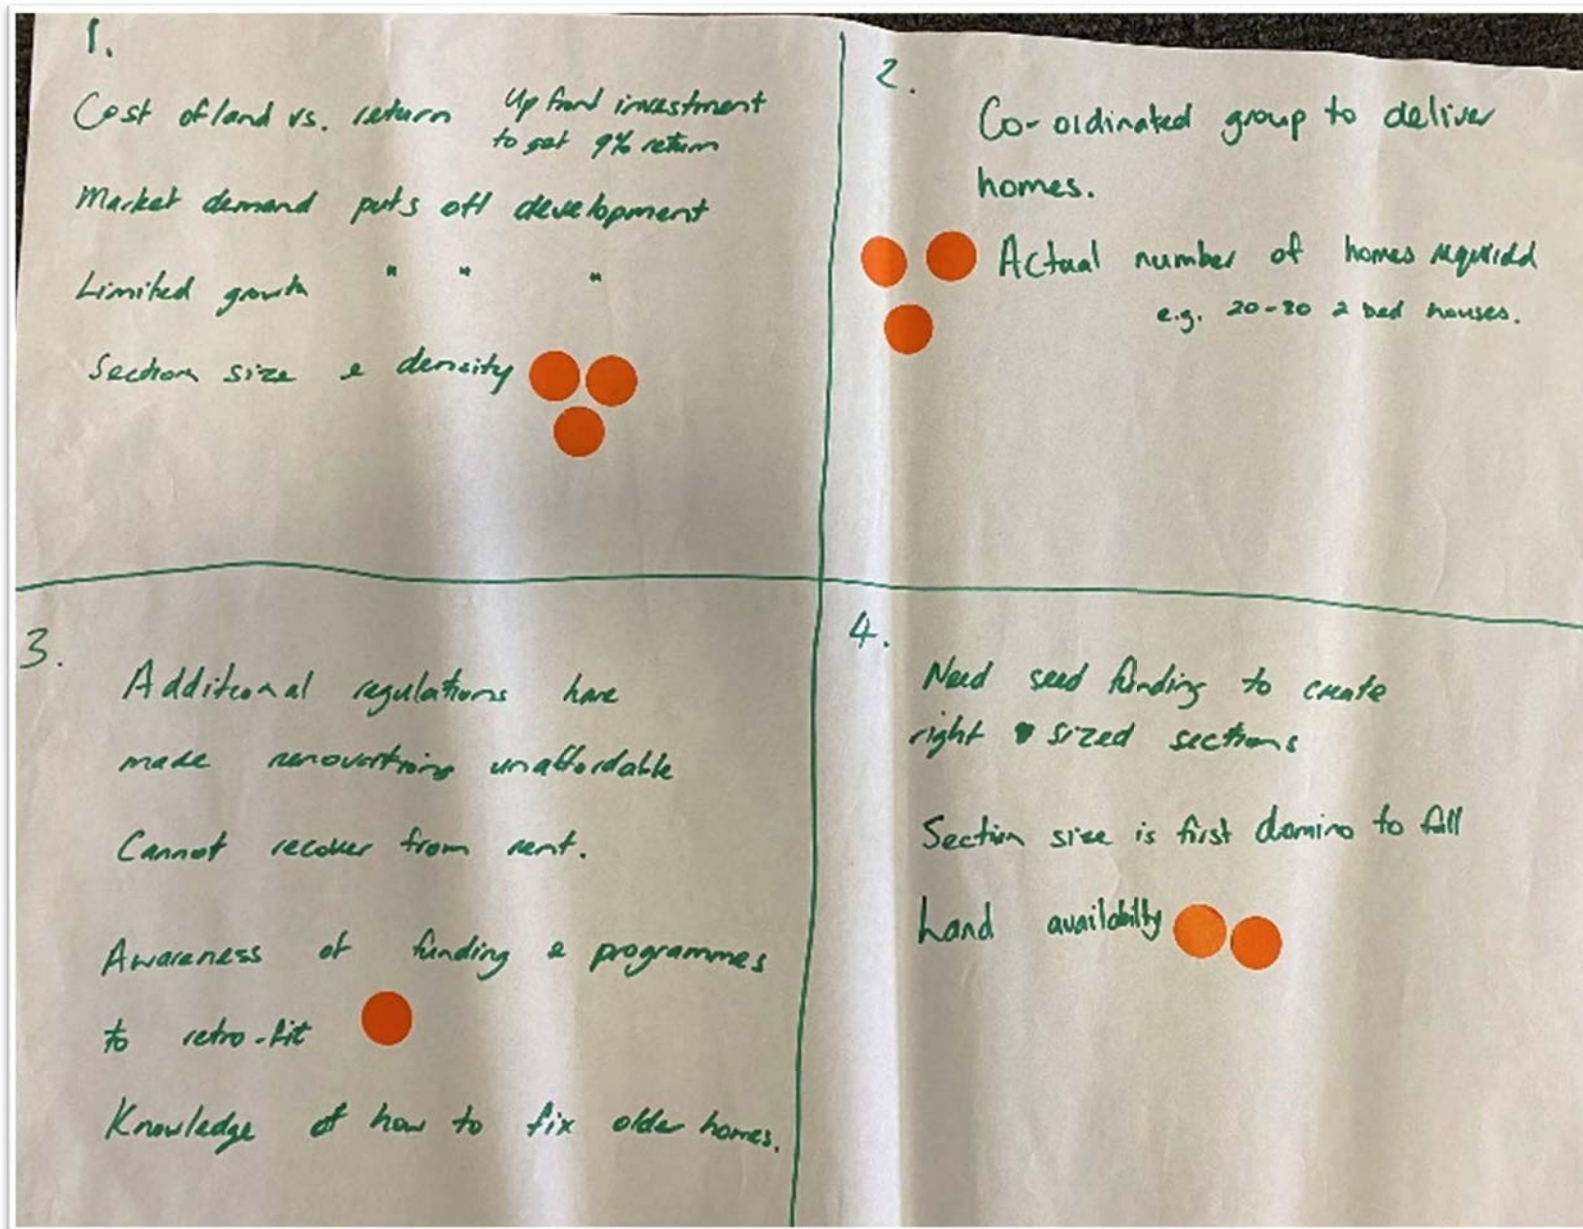 1.
Cost of land vs. return Up front investment
to get 9% return
Market demand puts off development
Limited growth " " "
Section size & density
2.
Co-ordinated group to deliver
homes.
Actual number of homes required
e.g. 20-80 2 bed houses.
3.
Additional regulations have
made renovations unaffordable
Cannot recover from rent.
Awareness of funding & programmes
to retro-fit
Knowledge of how to fix older homes.
4.
Need seed funding to create
right sized sections
Section size is first domino to fall
Land availabilty